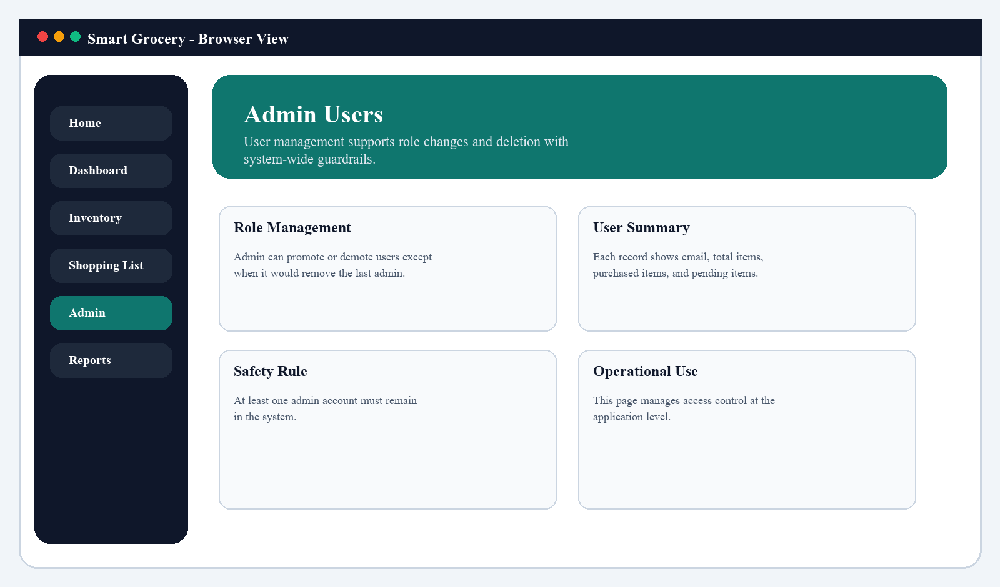 Smart Grocery - Browser View
Home
Dashboard
Inventory
Shopping List
Admin
Reports
Admin Users
User management supports role changes and deletion with
system-wide guardrails.
Role Management
Admin can promote or demote users except
when it would remove the last admin.
User Summary
Each record shows email, total items,
purchased items, and pending items.
Safety Rule
At least one admin account must remain
in the system.
Operational Use
This page manages access control at the
application level.